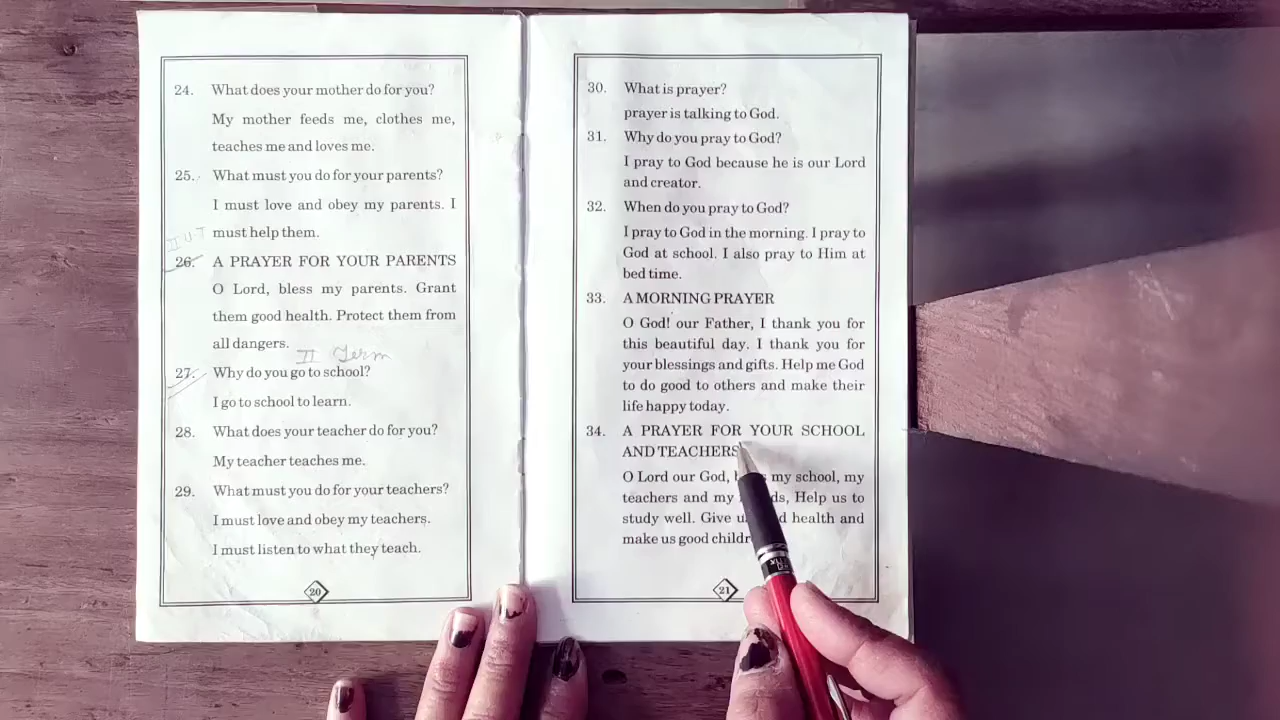 24. What does your mother do for you?
My mother feeds me, clothes me,
teaches me and loves me.
25. What must you do for your parents?
I must love and obey my parents. I
must help them.
II U.T
26. A PRAYER FOR YOUR PARENTS
O Lord, bless my parents. Grant
them good health. Protect them from
all dangers.
II Term
27. Why do you go to school?
I go to school to learn.
28. What does your teacher do for you?
My teacher teaches me.
29. What must you do for your teachers?
I must love and obey my teachers.
I must listen to what they teach.
20
30. What is prayer?
prayer is talking to God.
31. Why do you pray to God?
I pray to God because he is our Lord
and creator.
32. When do you pray to God?
I pray to God in the morning. I pray to
God at school. I also pray to Him at
bed time.
33. A MORNING PRAYER
O God! our Father, I thank you for
this beautiful day. I thank you for
your blessings and gifts. Help me God
to do good to others and make their
life happy today.
34. A PRAYER FOR YOUR SCHOOL
AND TEACHERS
O Lord our God, my school, my
teachers and my Help us to
study well. Give health and
make us good
21